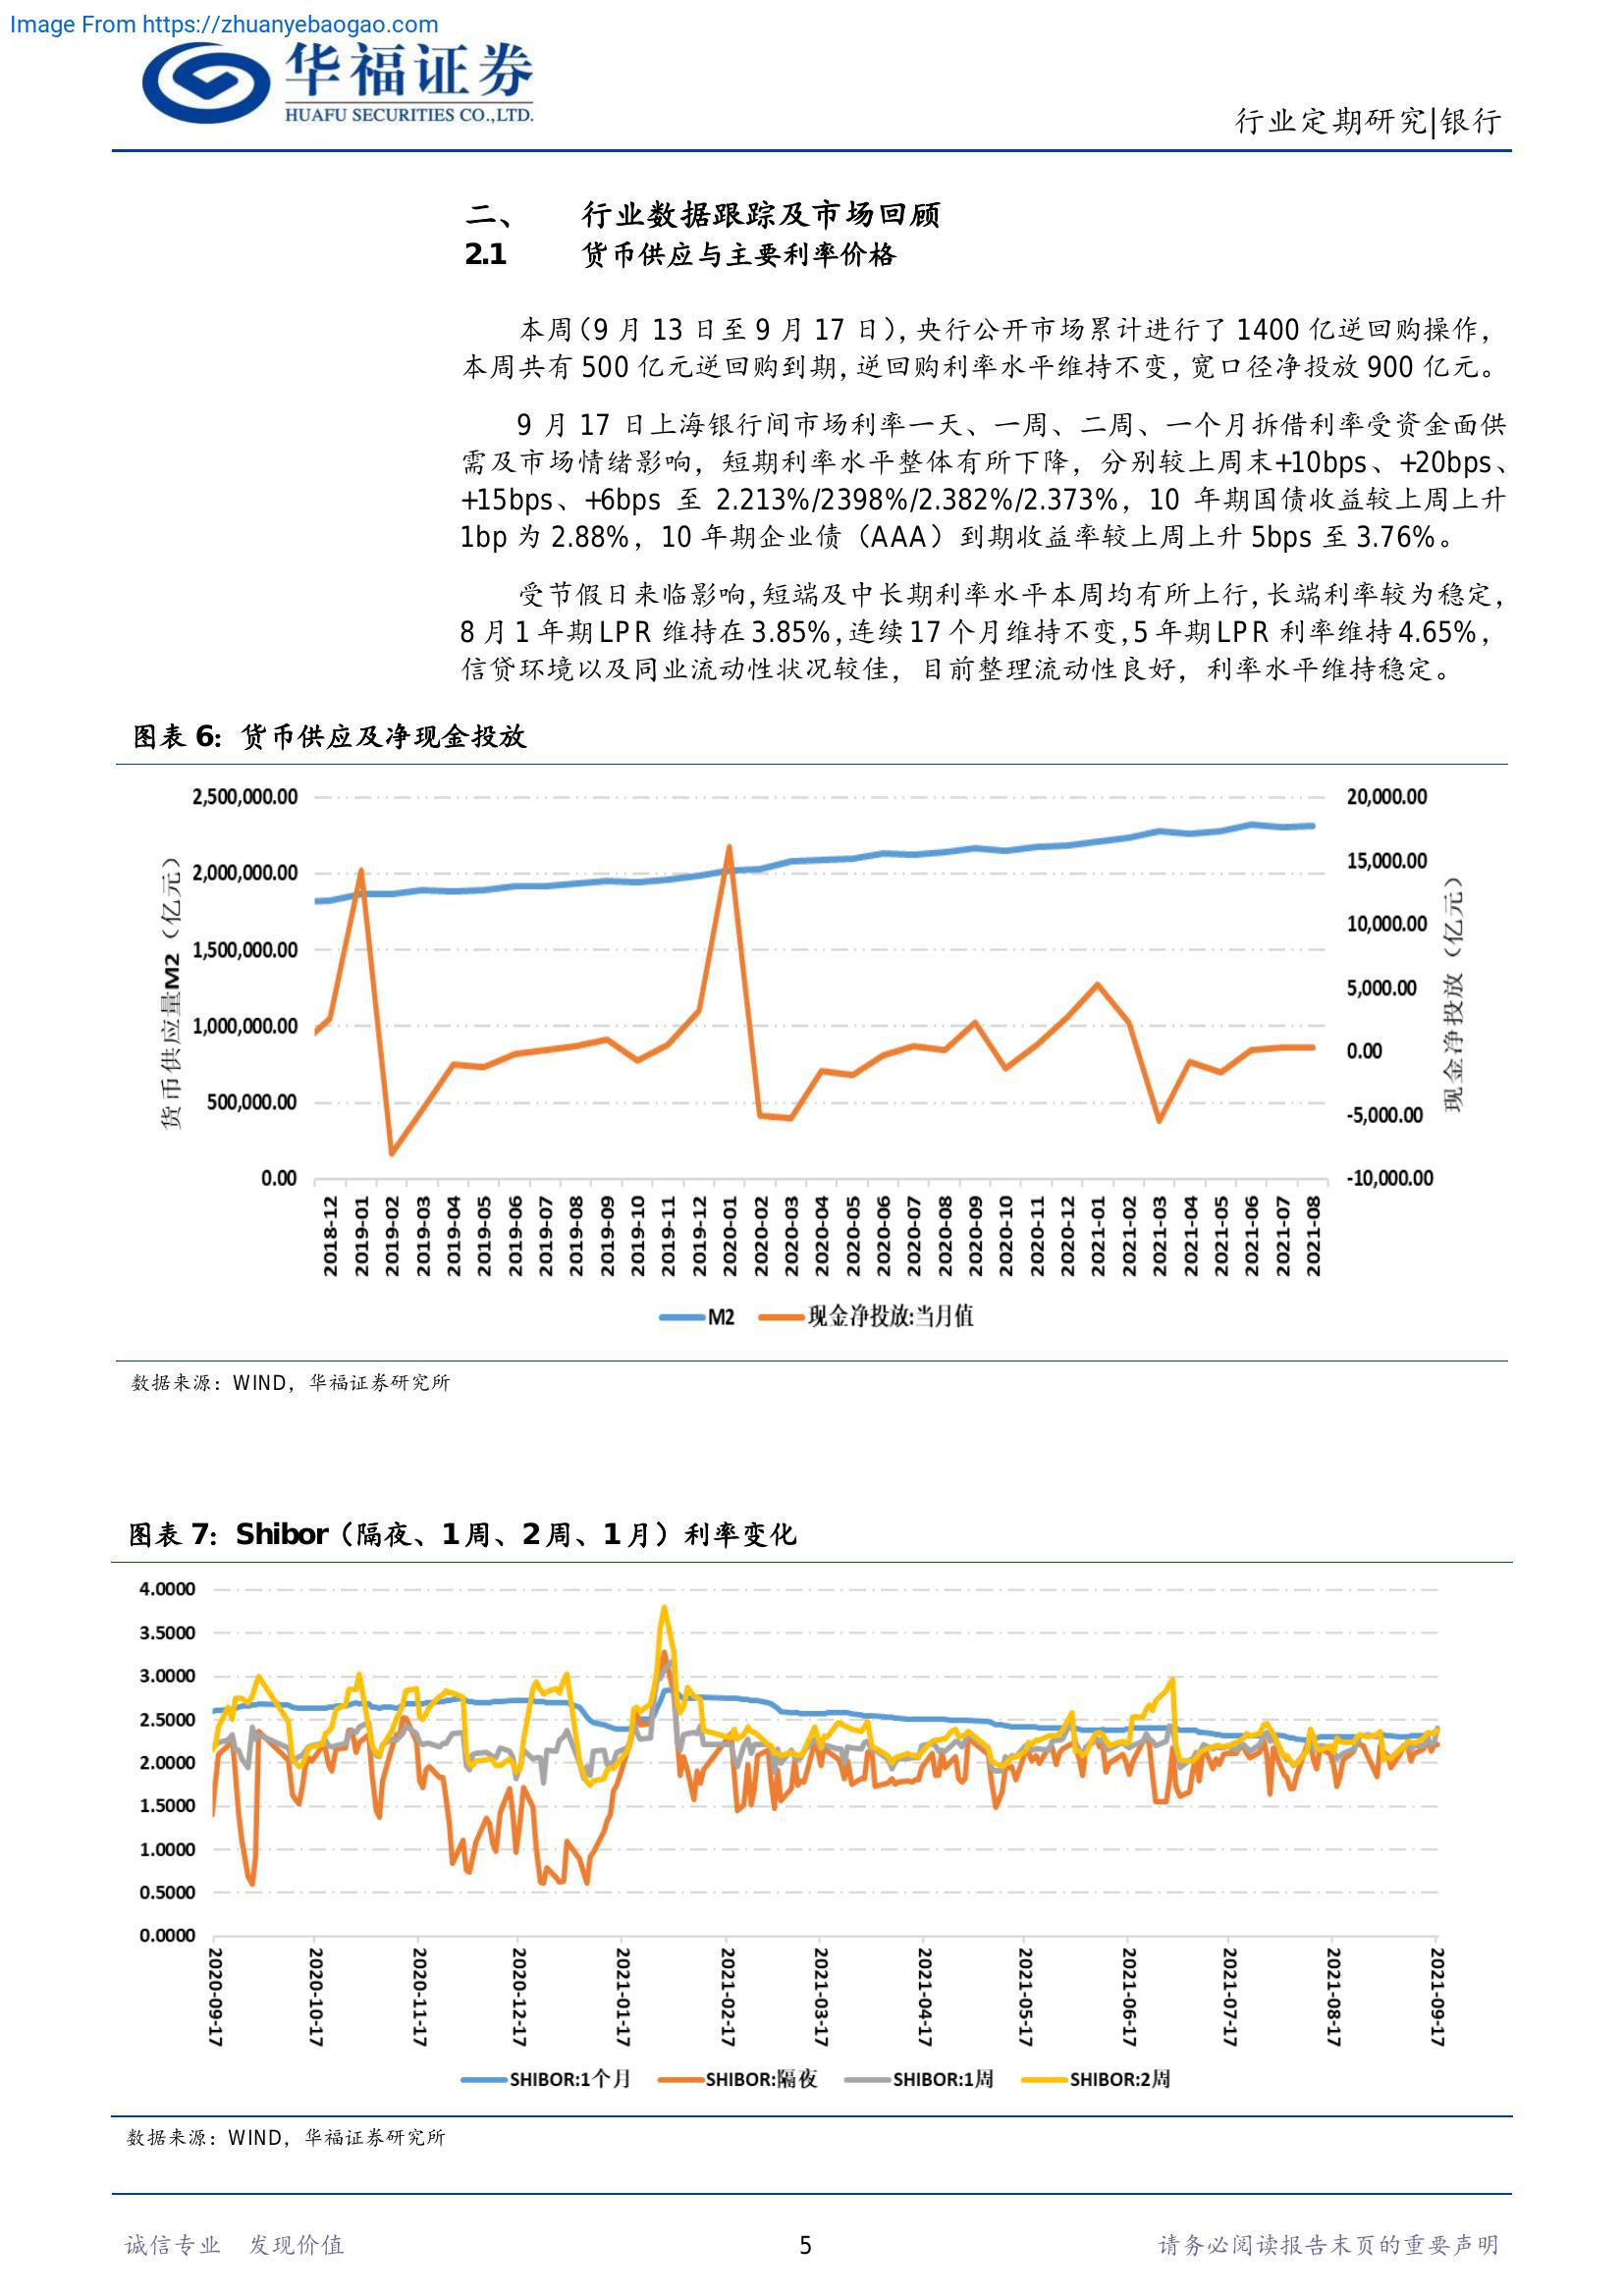 Image From https://zhuanyebaogao.com
华福证券
HUAFU SECURITIES CO.,LTD.
行业定期研究|银行
二、 行业数据跟踪及市场回顾
2.1 货币供应与主要利率价格
本周（9 月 13 日至 9 月 17 日），央行公开市场累计进行了 1400 亿逆回购操作，
本周共有 500 亿元逆回购到期，逆回购利率水平维持不变，宽口径净投放 900 亿元。
9 月 17 日上海银行间市场利率一天、一周、二周、一个月拆借利率受资金面供
需及市场情绪影响，短期利率水平整体有所下降，分别较上周末+10bps、+20bps、
+15bps、+6bps 至 2.213%/2398%/2.382%/2.373%，10 年期国债收益较上周上升
1bp 为 2.88%，10 年期企业债（AAA）到期收益率较上周上升 5bps 至 3.76%。
受节假日来临影响，短端及中长期利率水平本周均有所上行，长端利率较为稳定，
8 月 1 年期 LPR 维持在 3.85%，连续 17 个月维持不变，5 年期 LPR 利率维持 4.65%，
信贷环境以及同业流动性状况较佳，目前整理流动性良好，利率水平维持稳定。
图表 6：货币供应及净现金投放
货币供应量M2（亿元）
2,500,000.00
2,000,000.00
1,500,000.00
1,000,000.00
500,000.00
0.00
20,000.00
15,000.00
10,000.00
5,000.00
0.00
-5,000.00
-10,000.00
现金净投放（亿元）
2018-12
2019-01
2019-02
2019-03
2019-04
2019-05
2019-06
2019-07
2019-08
2019-09
2019-10
2019-11
2019-12
2020-01
2020-02
2020-03
2020-04
2020-05
2020-06
2020-07
2020-08
2020-09
2020-10
2020-11
2020-12
2021-01
2021-02
2021-03
2021-04
2021-05
2021-06
2021-07
2021-08
M2 现金净投放:当月值
数据来源：WIND，华福证券研究所
图表 7：Shibor（隔夜、1 周、2 周、1 月）利率变化
4.0000
3.5000
3.0000
2.5000
2.0000
1.5000
1.0000
0.5000
0.0000
2020-09-17
2020-10-17
2020-11-17
2020-12-17
2021-01-17
2021-02-17
2021-03-17
2021-04-17
2021-05-17
2021-06-17
2021-07-17
2021-08-17
2021-09-17
SHIBOR:1个月 SHIBOR:隔夜 SHIBOR:1周 SHIBOR:2周
数据来源：WIND，华福证券研究所
诚信专业 发现价值 5 请务必阅读报告末页的重要声明